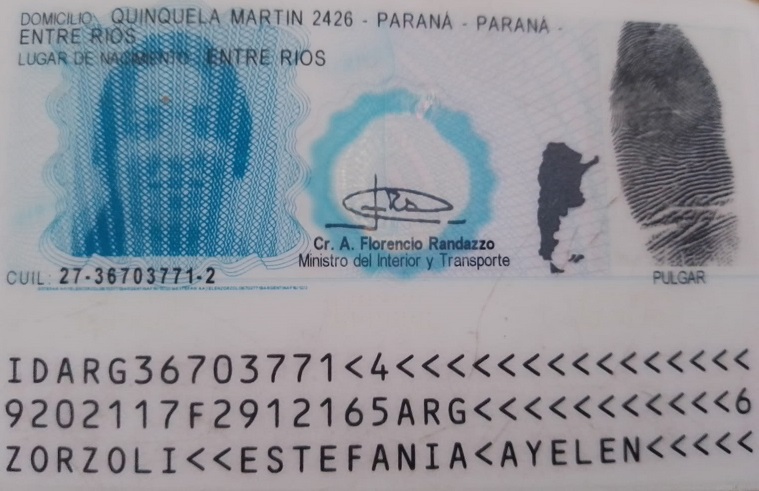 DOMICILIO: QUINQUELA MARTIN 2426 - PARANÁ - PARANÁ -
ENTRE RIOS
LUGAR DE NACIMIENTO: ENTRE RIOS
Cr. A. Florencio Randazzo
Ministro del Interior y Transporte
CUIL: 27-36703771-2
PULGAR
IDARG36703771<4<<<<<<<<<<<<<<<
9202117F2912165ARG<<<<<<<<<<<6
ZORZOLI<<ESTEFANIA<AYELEN<<<<<